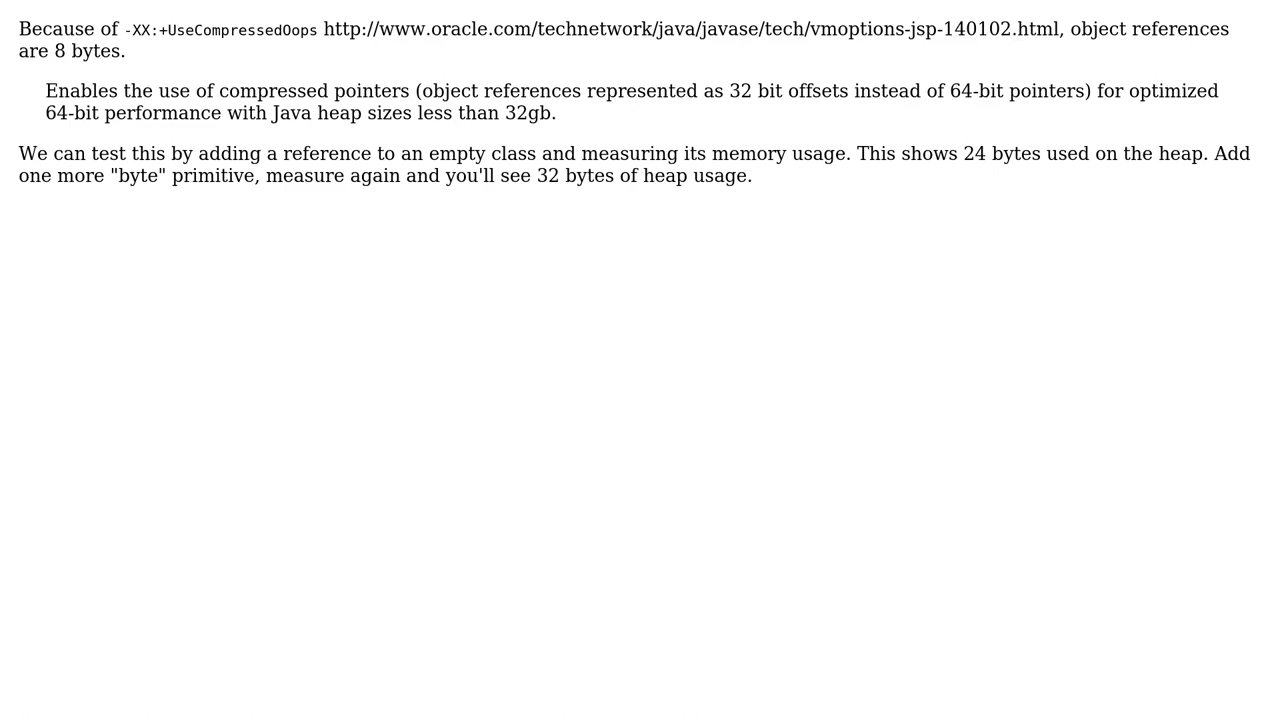 Because of -XX:+UseCompressedOops http://www.oracle.com/technetwork/java/javase/tech/vmoptions-jsp-140102.html, object references
are 8 bytes.
Enables the use of compressed pointers (object references represented as 32 bit offsets instead of 64-bit pointers) for optimized
64-bit performance with Java heap sizes less than 32gb.
We can test this by adding a reference to an empty class and measuring its memory usage. This shows 24 bytes used on the heap. Add
one more "byte" primitive, measure again and you'll see 32 bytes of heap usage.